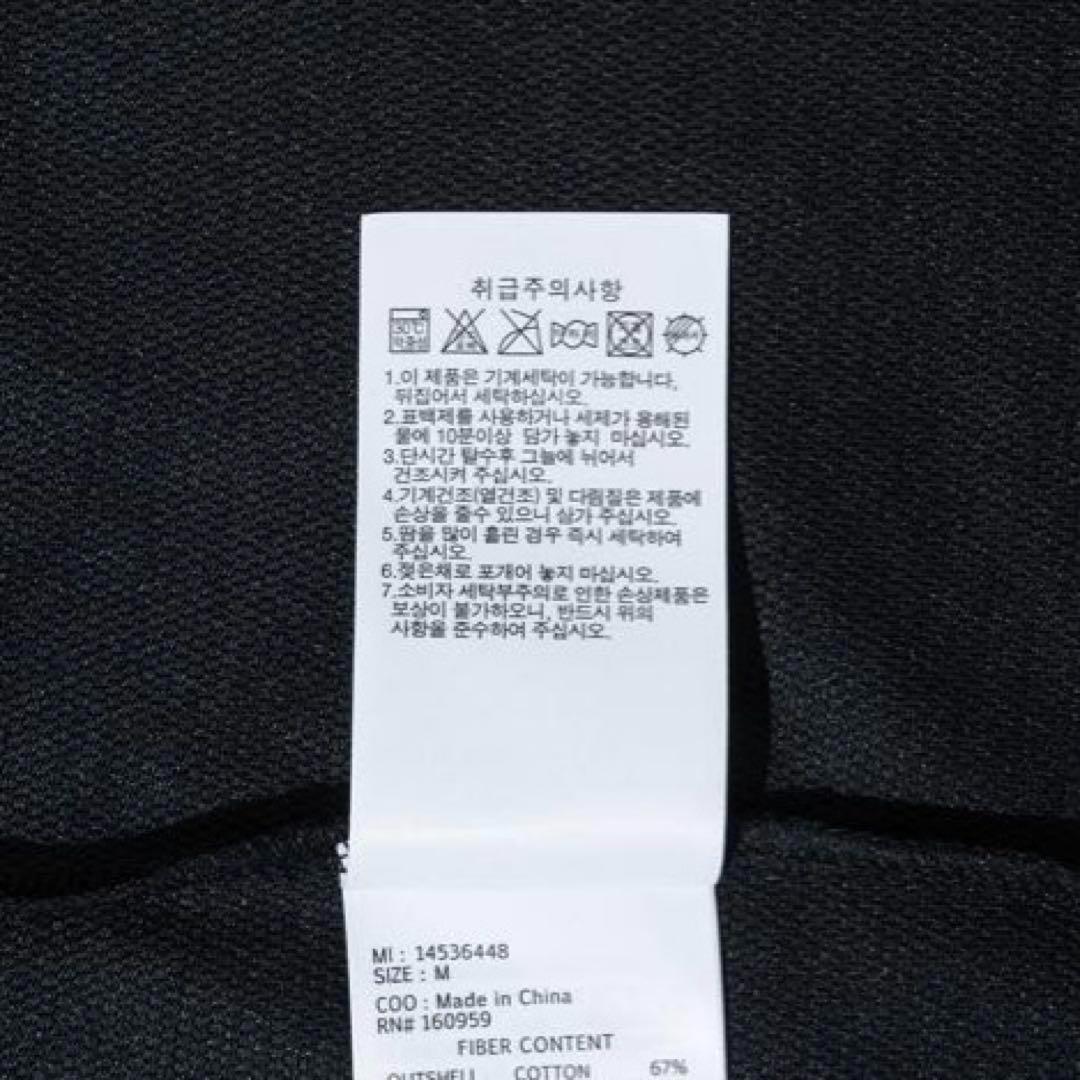 취급주의사항
30℃
중성
1.이 제품은 기계세탁이 가능합니다,
뒤집어서 세탁하십시오.
2.표백제를 사용하거나 세제가 용해된
물에 10분이상 담가 놓지 마십시오.
3.단시간 탈수후 그늘에 뉘어서
건조시켜 주십시오.
4.기계건조(열건조) 및 다림질은 제품에
손상을 줄수 있으니 삼가 주십시오.
5.땀을 많이 흘린 경우 즉시 세탁하여
주십시오.
6.젖은채로 포개어 놓지 마십시오.
7.소비자 세탁부주의로 인한 손상제품은
보상이 불가하오니, 반드시 위의
사항을 준수하여 주십시오.
MI : 14536448
SIZE : M
COO : Made in China
RN# 160959
FIBER CONTENT
OUTSHELL COTTON 67%